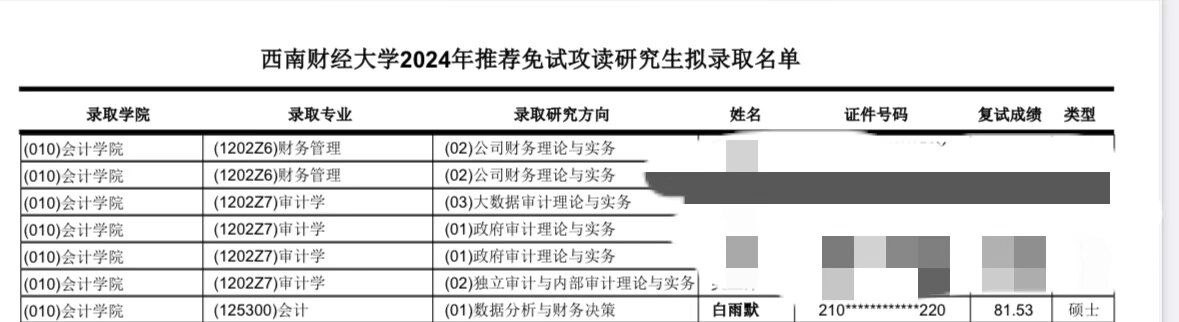 西南财经大学2024年推荐免试攻读研究生拟录取名单
录取学院 录取专业 录取研究方向 姓名 证件号码 复试成绩 类型
(010)会计学院 (1202Z6)财务管理 (02)公司财务理论与实务
(010)会计学院 (1202Z6)财务管理 (02)公司财务理论与实务
(010)会计学院 (1202Z7)审计学 (03)大数据审计理论与实务
(010)会计学院 (1202Z7)审计学 (01)政府审计理论与实务
(010)会计学院 (1202Z7)审计学 (01)政府审计理论与实务
(010)会计学院 (1202Z7)审计学 (02)独立审计与内部审计理论与实务
(010)会计学院 (125300)会计 (01)数据分析与财务决策 白雨默 210************220 81.53 硕士